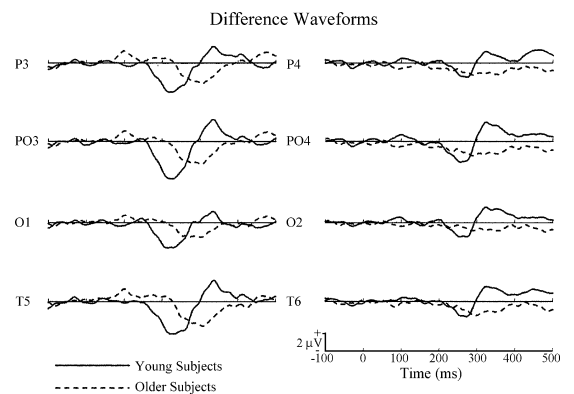 Difference Waveforms
P3
P4
PO3
PO4
O1
O2
T5
T6
+
2 μV
-100 0 100 200 300 400 500
Time (ms)
Young Subjects
Older Subjects